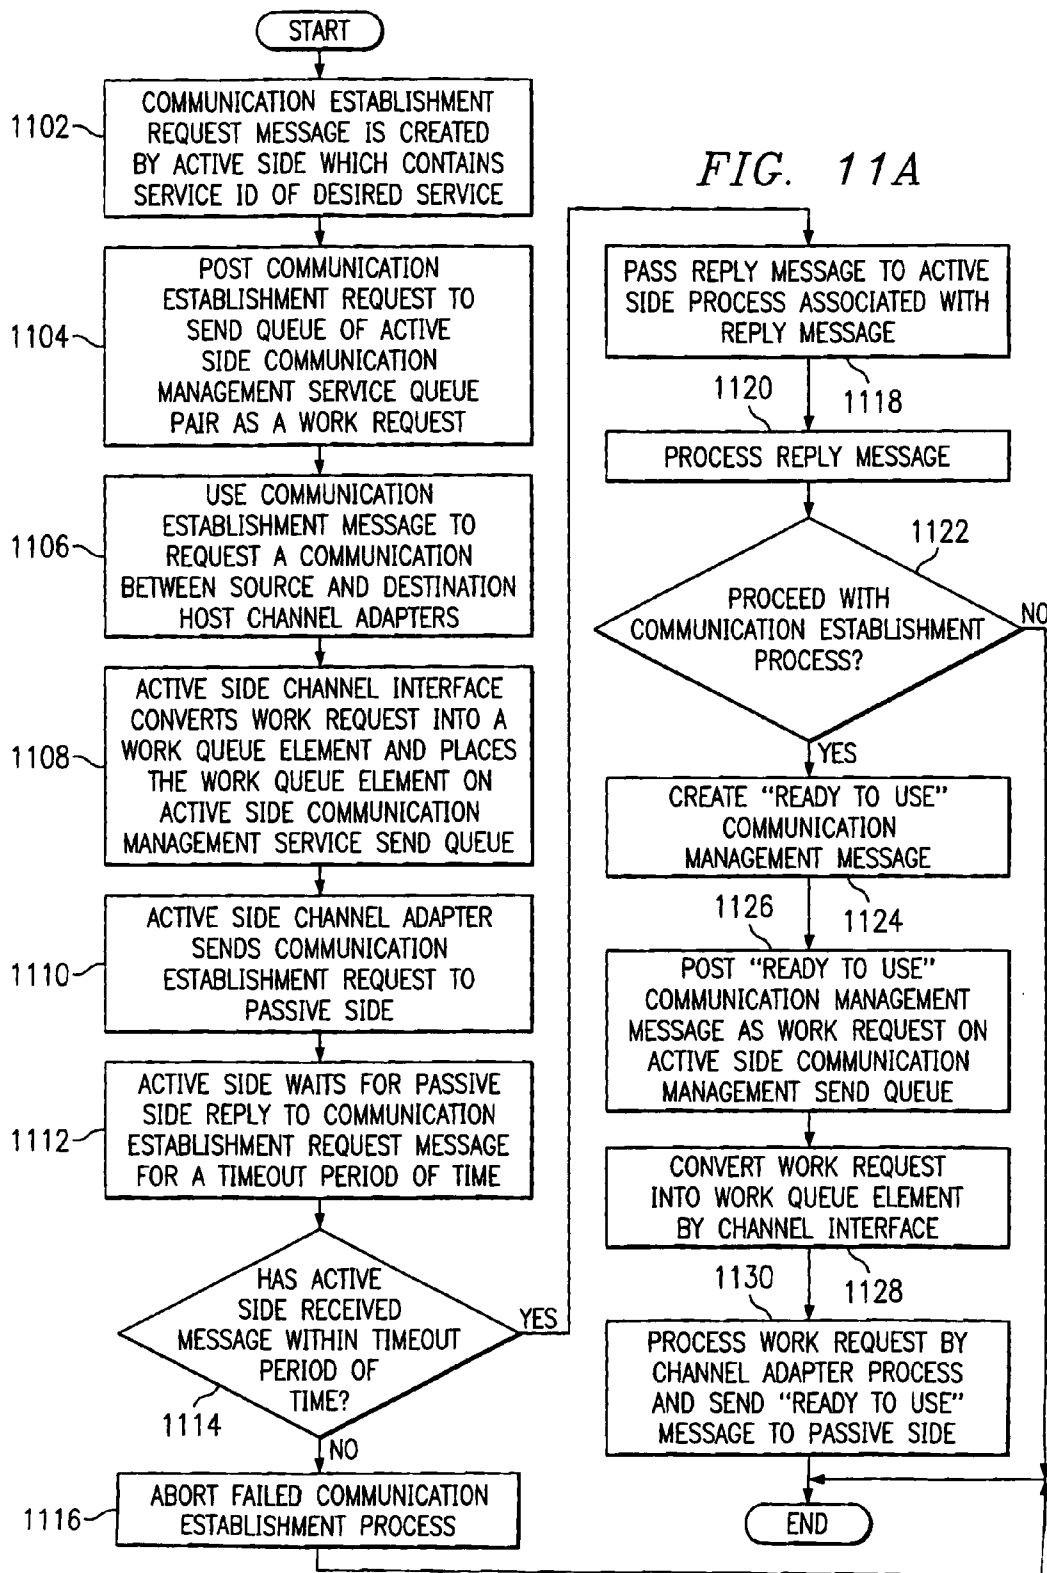 START
1102
COMMUNICATION ESTABLISHMENT
REQUEST MESSAGE IS CREATED
BY ACTIVE SIDE WHICH CONTAINS
SERVICE ID OF DESIRED SERVICE
1104
POST COMMUNICATION
ESTABLISHMENT REQUEST TO
SEND QUEUE OF ACTIVE
SIDE COMMUNICATION
MANAGEMENT SERVICE QUEUE
PAIR AS A WORK REQUEST
1106
USE COMMUNICATION
ESTABLISHMENT MESSAGE TO
REQUEST A COMMUNICATION
BETWEEN SOURCE AND DESTINATION
HOST CHANNEL ADAPTERS
1108
ACTIVE SIDE CHANNEL INTERFACE
CONVERTS WORK REQUEST INTO A
WORK QUEUE ELEMENT AND PLACES
THE WORK QUEUE ELEMENT ON
ACTIVE SIDE COMMUNICATION
MANAGEMENT SERVICE SEND QUEUE
1110
ACTIVE SIDE CHANNEL ADAPTER
SENDS COMMUNICATION
ESTABLISHMENT REQUEST TO
PASSIVE SIDE
1112
ACTIVE SIDE WAITS FOR PASSIVE
SIDE REPLY TO COMMUNICATION
ESTABLISHMENT REQUEST MESSAGE
FOR A TIMEOUT PERIOD OF TIME
HAS ACTIVE
SIDE RECEIVED
MESSAGE WITHIN TIMEOUT
PERIOD OF
TIME?
YES
1114
NO
1116
ABORT FAILED COMMUNICATION
ESTABLISHMENT PROCESS
FIG. 11A
PASS REPLY MESSAGE TO ACTIVE
SIDE PROCESS ASSOCIATED WITH
REPLY MESSAGE
1118
1120
PROCESS REPLY MESSAGE
1122
PROCEED WITH
COMMUNICATION ESTABLISHMENT
PROCESS?
NO
YES
CREATE "READY TO USE"
COMMUNICATION
MANAGEMENT MESSAGE
1124
1126
POST "READY TO USE"
COMMUNICATION MANAGEMENT
MESSAGE AS WORK REQUEST ON
ACTIVE SIDE COMMUNICATION
MANAGEMENT SEND QUEUE
CONVERT WORK REQUEST
INTO WORK QUEUE ELEMENT
BY CHANNEL INTERFACE
1128
1130
PROCESS WORK REQUEST BY
CHANNEL ADAPTER PROCESS
AND SEND "READY TO USE"
MESSAGE TO PASSIVE SIDE
END